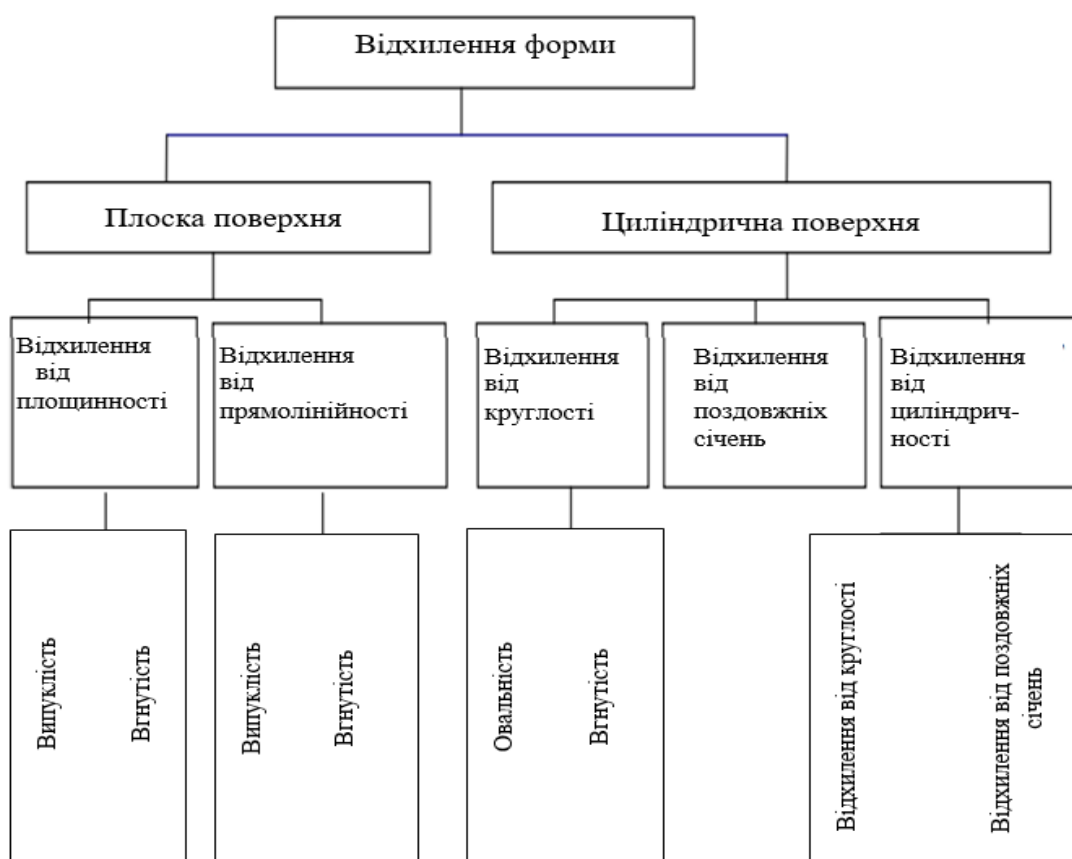 Відхилення форми
Плоска поверхня
Циліндрична поверхня
Відхилення
від
площинності
Відхилення
від
прямолінійності
Відхилення
від
круглості
Відхилення
від
поздовжніх
січень
Відхилення
від
циліндрич-
ності
Випуклість
Вгнутість
Випуклість
Вгнутість
Овальність
Вгнутість
Відхилення від круглості
Відхилення від поздовжніх
січень